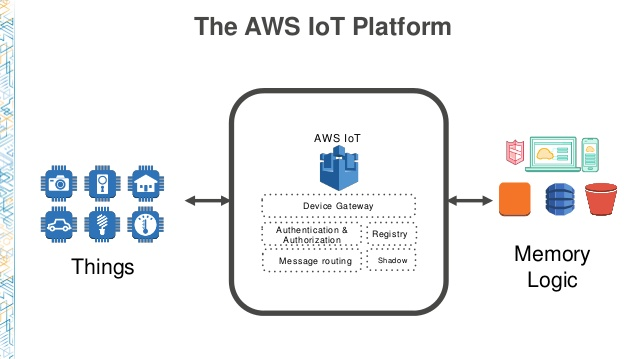 The AWS IoT Platform
AWS IoT
Device Gateway
Authentication &
Authorization
Registry
Message routing
Shadow
Things
Memory
Logic